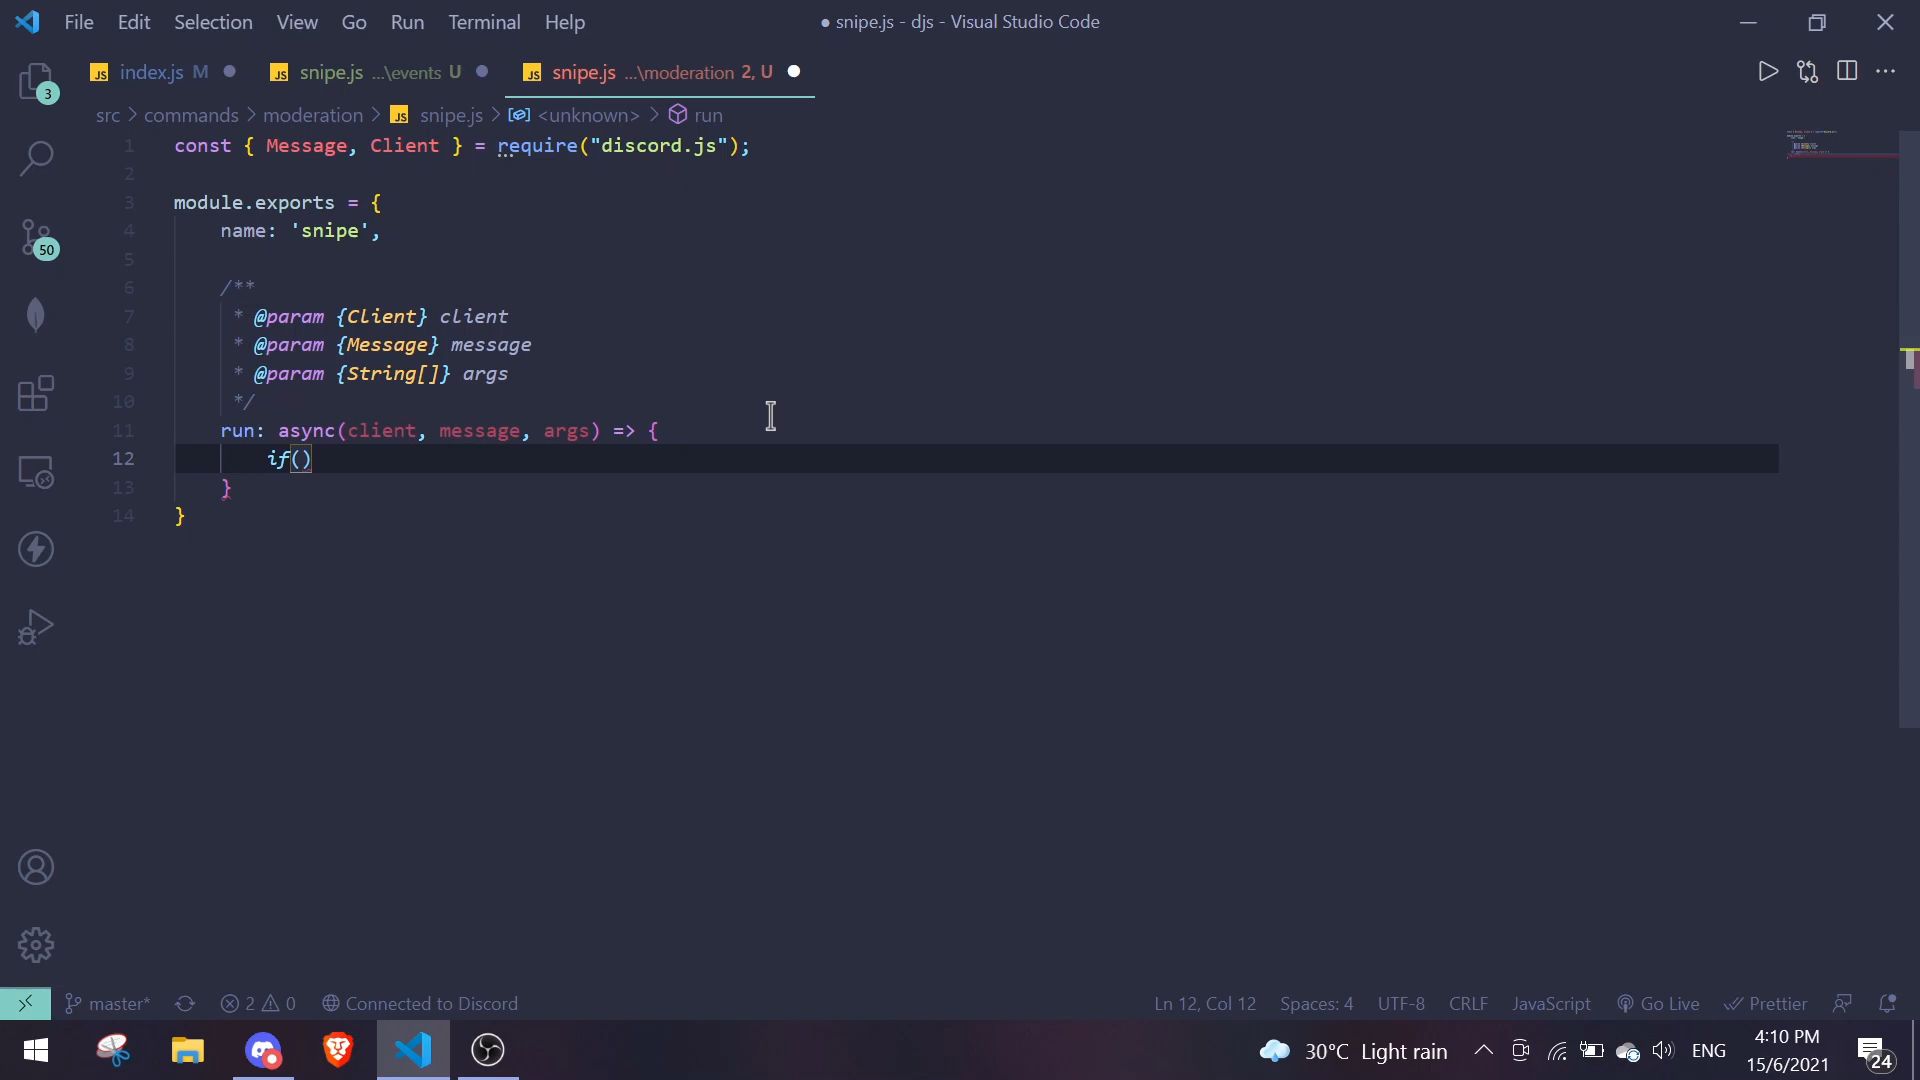 File Edit Selection View Go Run Terminal Help
● snipe.js - djs - Visual Studio Code
JS index.js M
JS snipe.js ...\events U
JS snipe.js ...\moderation 2, U
3
src > commands > moderation > JS snipe.js > <unknown> > run
1 const { Message, Client } = require("discord.js");
2
3 module.exports = {
4 name: 'snipe',
5
6 /**
7 * @param {Client} client
8 * @param {Message} message
9 * @param {String[]} args
10 */
11 run: async(client, message, args) => {
12 if()
13 }
14 }
50
master* 2 0 Connected to Discord
Ln 12, Col 12 Spaces: 4 UTF-8 CRLF JavaScript Go Live Prettier
30°C Light rain ENG
4:10 PM
15/6/2021
24